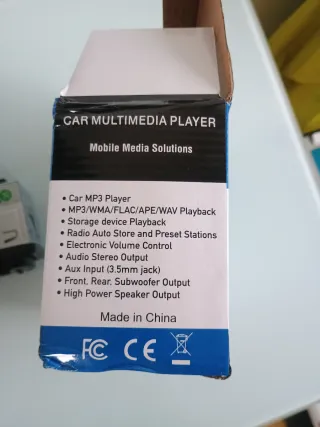 CAR MULTIMEDIA PLAYER
Mobile Media Solutions
• Car MP3 Player
• MP3/WMA/FLAC/APE/WAV Playback
• Storage device Playback
• Radio Auto Store and Preset Stations
• Electronic Volume Control
• Audio Stereo Output
• Aux Input (3.5mm jack)
• Front, Rear, Subwoofer Output
• High Power Speaker Output
Made in China
FC CE